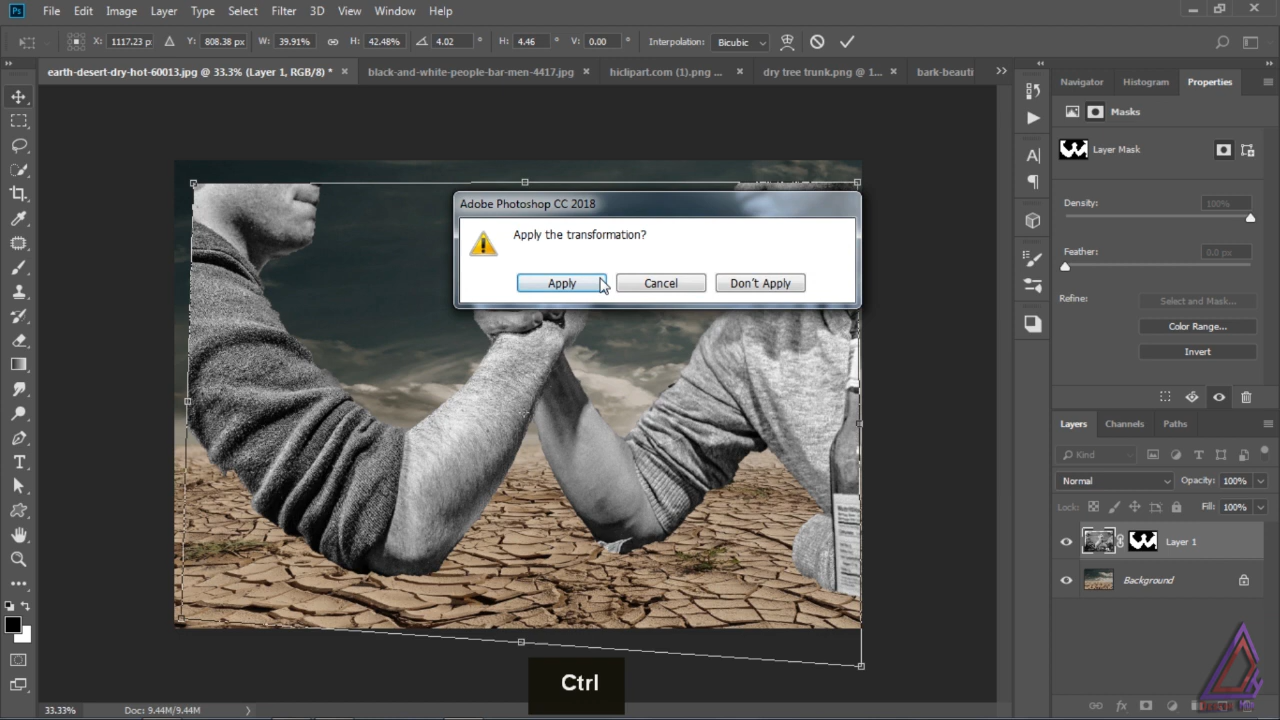 Ps File Edit Image Layer Type Select Filter 3D View Window Help
X: 1117.23 p Y: 808.38 px W: 39.91% H: 42.48% 4.02 ° H: 4.46 ° V: 0.00 ° Interpolation: Bicubic
earth-desert-dry-hot-60013.jpg @ 33.3% (Layer 1, RGB/8) * × black-and-white-people-bar-men-4417.jpg × hiclipart.com (1).png ... × dry tree trunk.png @ 1... × bark-beauti
Navigator Histogram Properties
Masks
Layer Mask
Density: 100%
Feather: 0.0 px
Refine: Select and Mask...
Color Range...
Invert
Adobe Photoshop CC 2018
Apply the transformation?
Apply Cancel Don't Apply
Layers Channels Paths
Kind
Normal Opacity: 100%
Lock: Fill: 100%
Layer 1
Background
Ctrl
33.33% Doc: 9.44M/9.44M